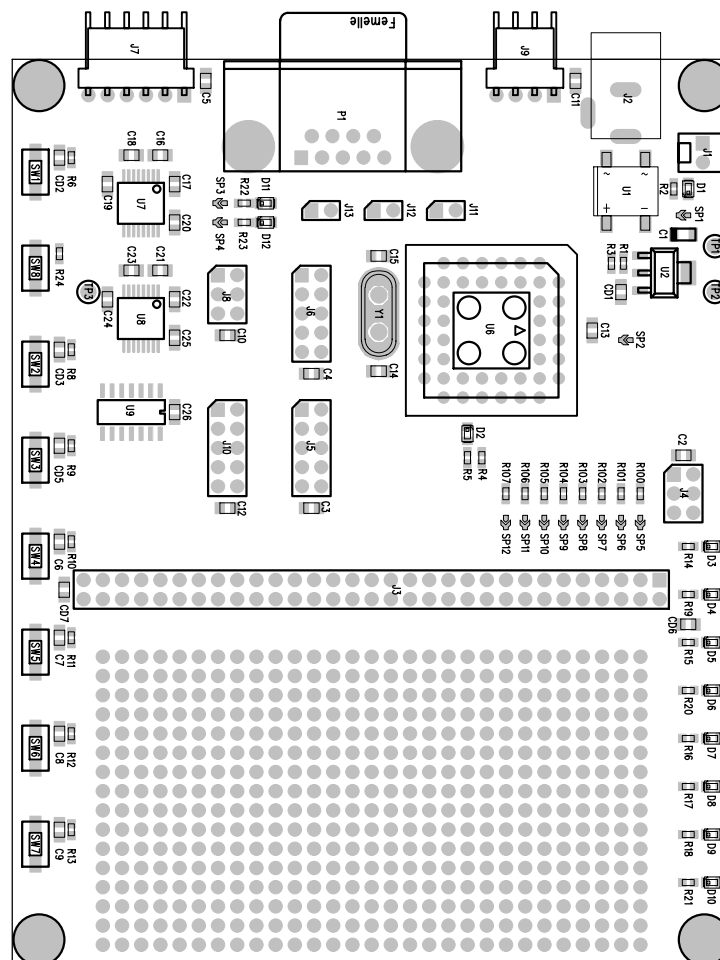 Femelle
J7
J9
C5
P1
C11
J2
J1
SW1
CD2
R6
C18
C16
C17
C19
U7
C20
SP3
SP4
R22
R23
D11
D12
J13
J12
J11
~
~
U1
+
-
R2
D1
SP1
C1
TP1
SW8
R24
TP3
C23
C21
C24
U8
C22
C25
J8
C10
J6
C4
C15
Y1
C14
U6
R3
R1
CD1
U2
TP2
C13
SP2
SW2
CD3
R8
U9
C26
J10
C12
J5
C3
D2
R5
R4
C2
J4
SW3
CD5
R9
R107
R106
R105
R104
R103
R102
R101
R100
SP12
SP11
SP10
SP9
SP8
SP7
SP6
SP5
SW4
C6
R10
CD7
J3
R14
D3
R19
D4
CD6
SW5
C7
R11
R15
D5
R20
D6
SW6
C8
R12
R16
D7
R17
D8
SW7
C9
R13
R18
D9
R21
D10